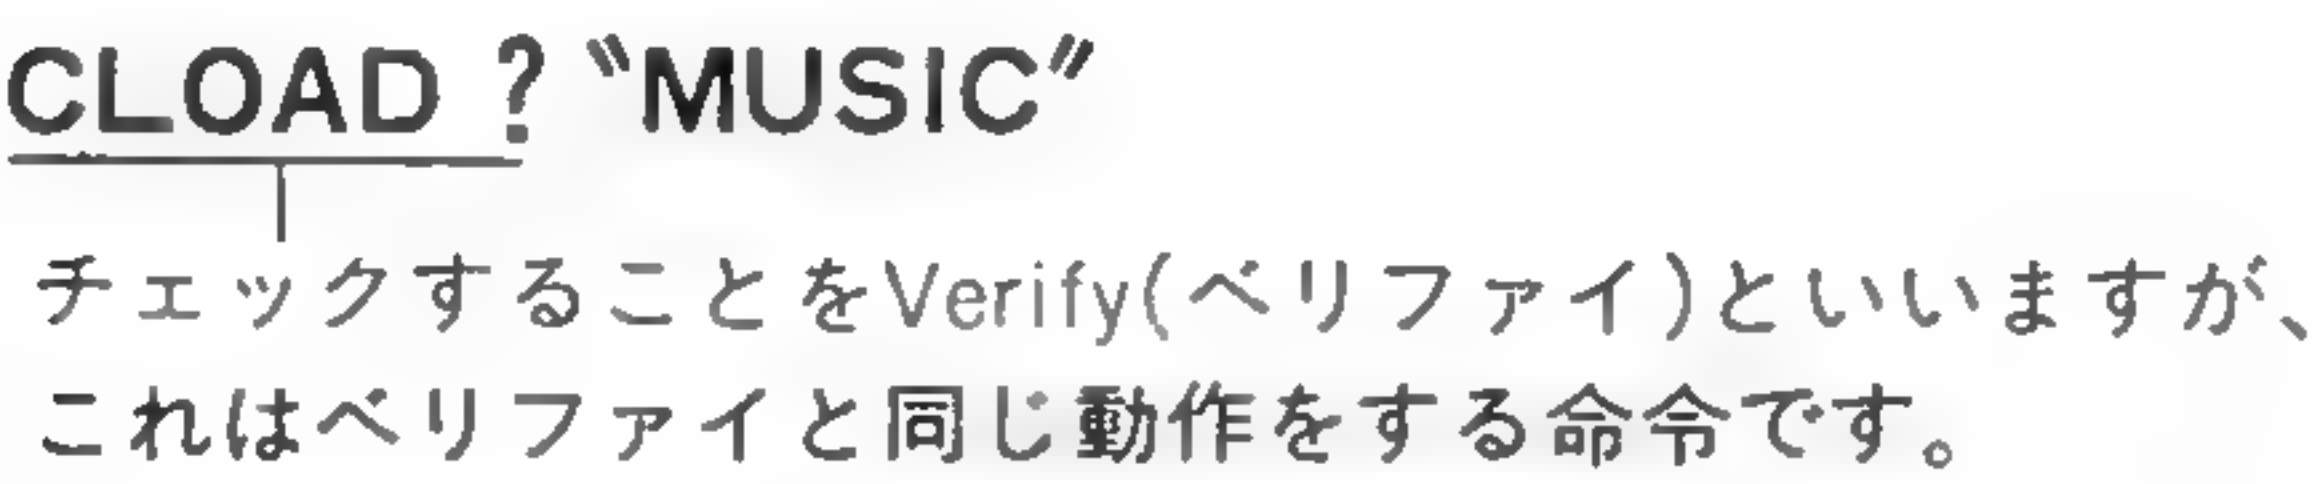 CLOAD ? "MUSIC"
チェックすることをVerify(ベリファイ)といいますが、
これはベリファイと同じ動作をする命令です。